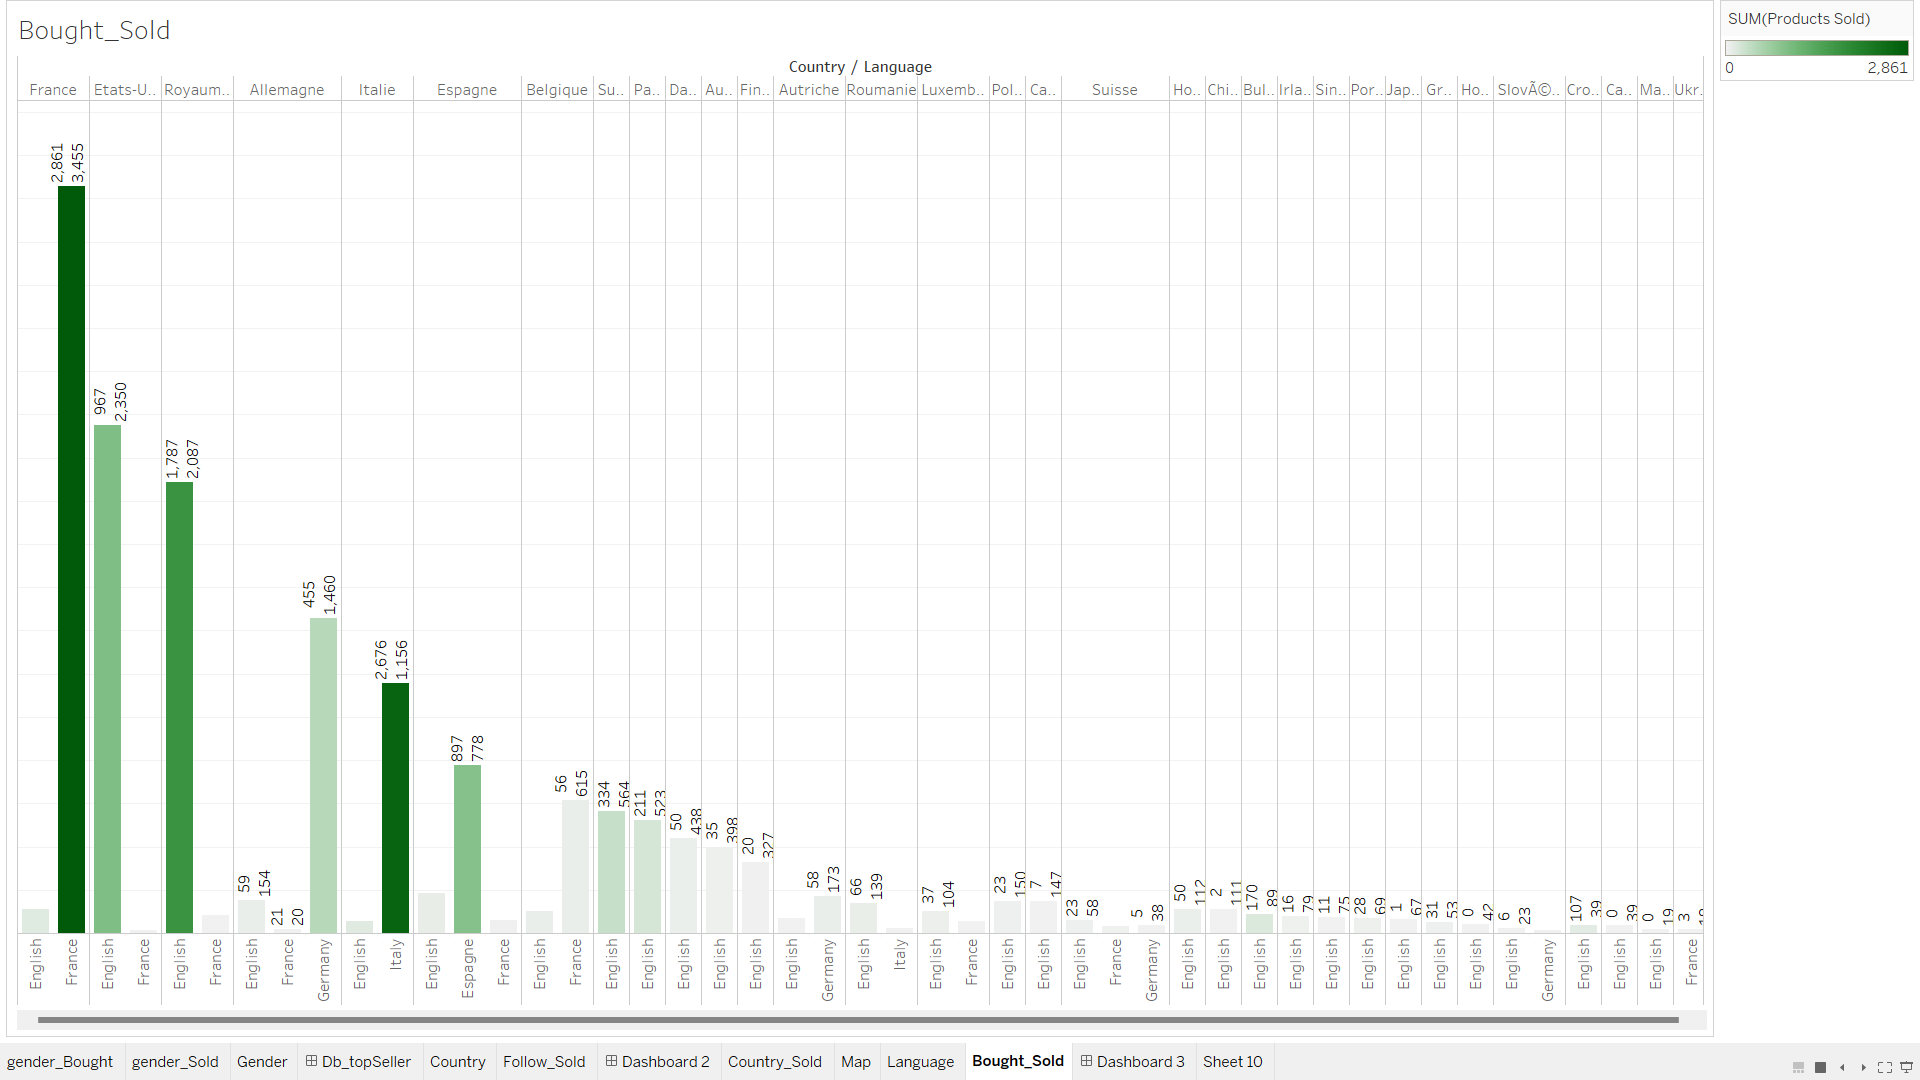 Bought_Sold
SUM(Products Sold)
0 2,861
Country / Language
France Etats-U.. Royaum.. Allemagne Italie Espagne Belgique Su.. Pa.. Da.. Au.. Fin.. Autriche Roumanie Luxemb.. Pol.. Ca.. Suisse Ho.. Chi.. Bul.. Irla.. Sin.. Por.. Jap.. Gr.. Ho.. SlovÃ©.. Cro.. Ca.. Ma.. Ukr.
2,861
3,455
967
2,350
1,787
2,087
59
154
21
20
455
1,460
2,676
1,156
897
778
56
615
334
564
211
523
50
438
35
398
20
327
58
173
66
139
37
104
23
150
7
147
23
58
5
38
50
112
2
111
170
89
16
79
11
75
28
69
1
67
31
53
0
42
6
23
107
39
0
39
0
19
3
English
France
English
France
English
France
English
France
Germany
English
Italy
English
Espagne
France
English
France
English
English
English
English
English
English
Germany
English
Italy
English
France
English
English
English
France
Germany
English
English
English
English
English
English
English
English
English
English
Germany
English
English
English
France
gender_Bought gender_Sold Gender Db_topSeller Country Follow_Sold Dashboard 2 Country_Sold Map Language Bought_Sold Dashboard 3 Sheet 10